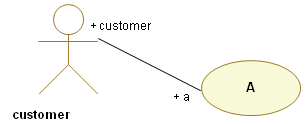 + customer
A
+ a
customer